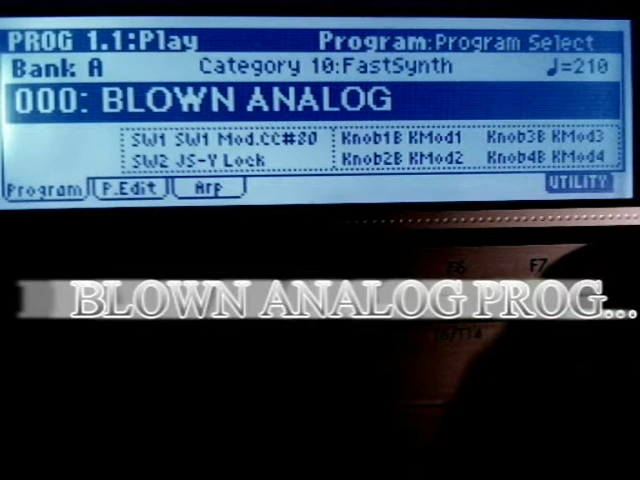 PROG 1.1:Play Program:Program Select
Bank A Category 10:FastSynth ♩=210
000: BLOWN ANALOG
SW1 SW1 Mod.CC#80 Knob1B KMod1 Knob3B KMod3
SW2 JS-Y Lock Knob2B KMod2 Knob4B KMod4
Program P.Edit Arp UTILITY
F6 F7
BLOWN ANALOG PROG...